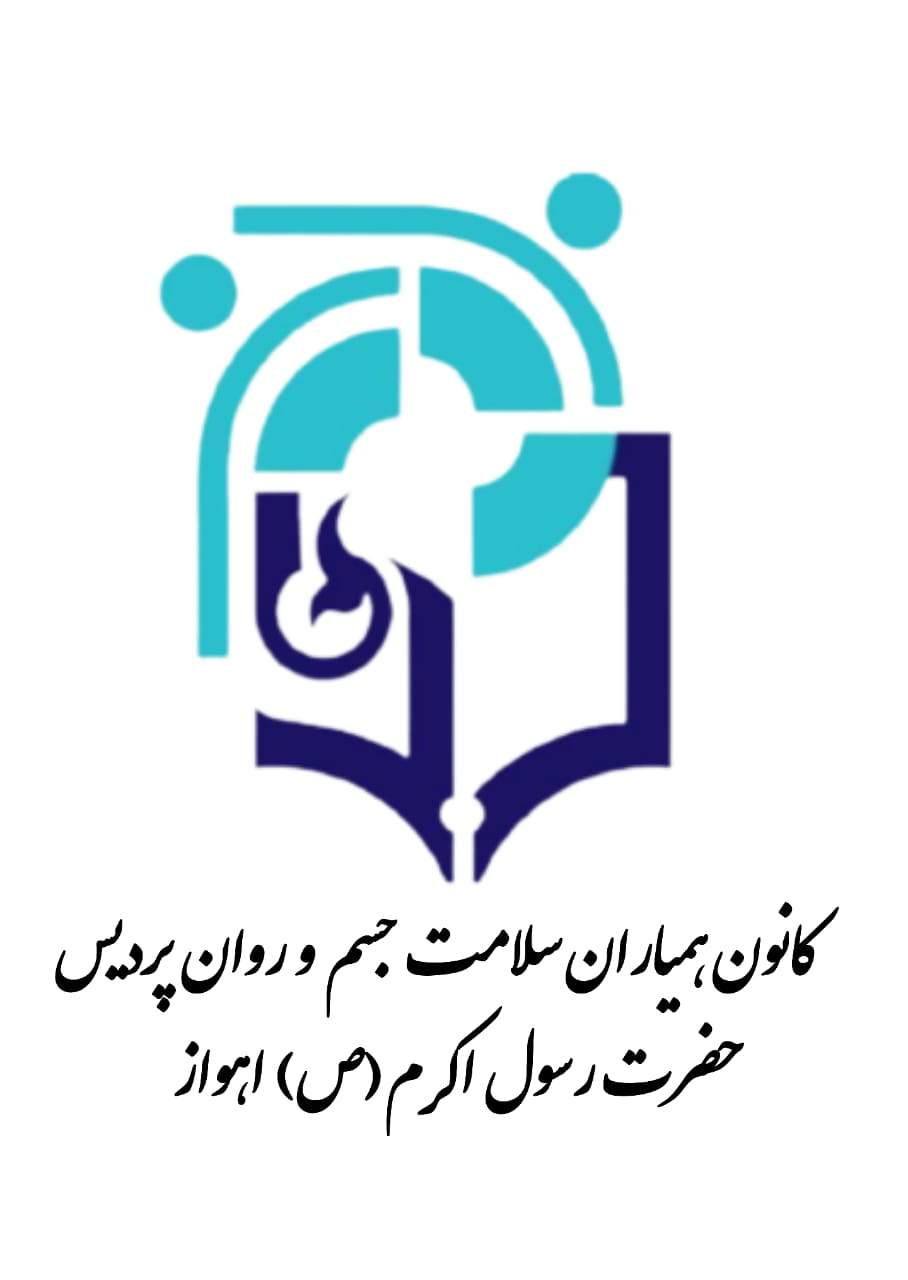 کانون همیاران سلامت جسم و روان پردیس
حضرت رسول اکرم (ص) اهواز